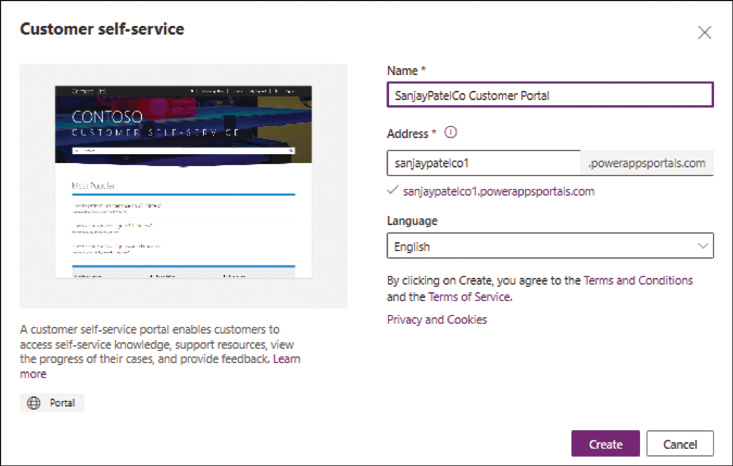 Customer self-service
CONTOSO
CUSTOMER SELF-SERVICE
Most Popular
A customer self-service portal enables customers to
access self-service knowledge, support resources, view
the progress of their cases, and provide feedback. Learn
more
Portal
Name *
SanjayPatelCo Customer Portal
Address *
sanjaypatelco1 .powerappsportals.com
sanjaypatelco1.powerappsportals.com
Language
English
By clicking on Create, you agree to the Terms and Conditions
and the Terms of Service.
Privacy and Cookies
Create Cancel